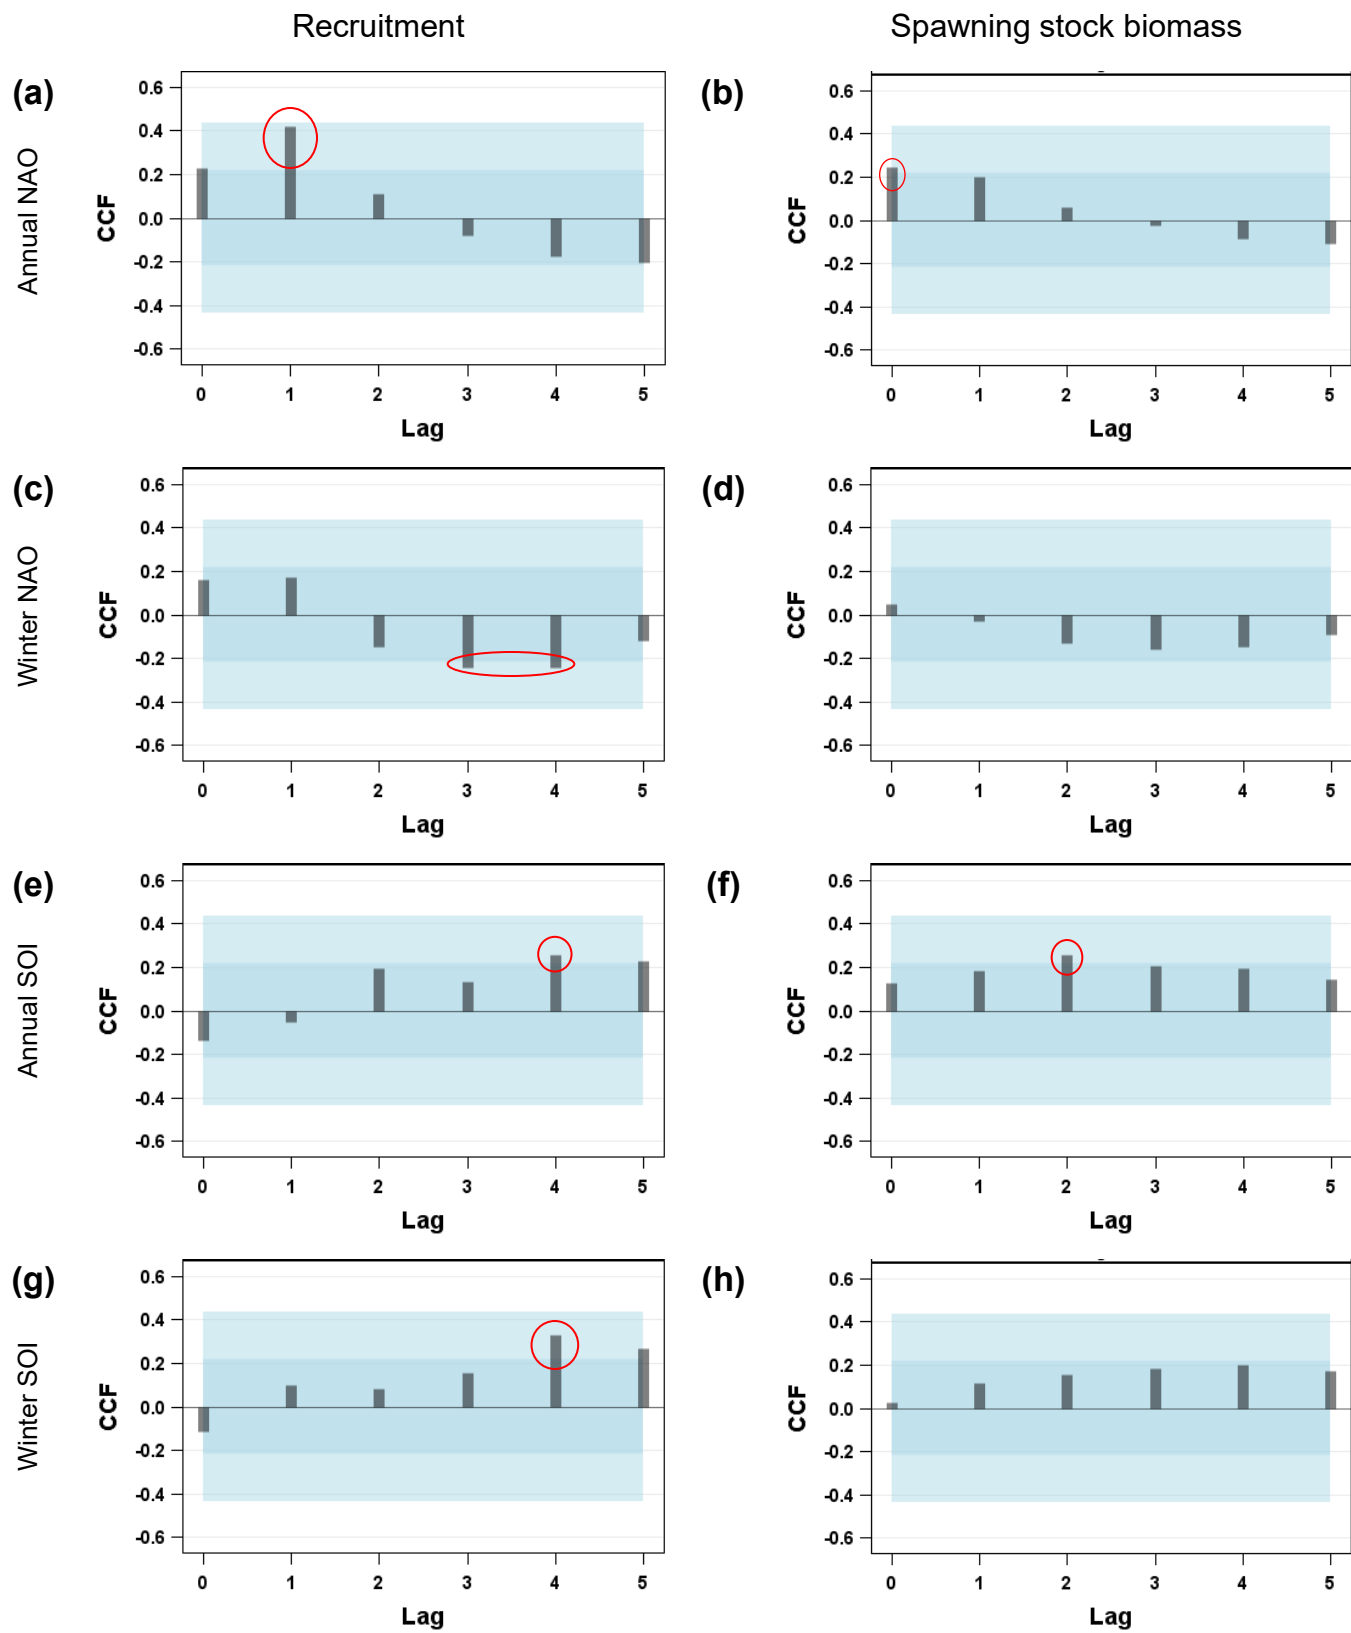 Recruitment
Spawning stock biomass
(a)
Annual NAO
CCF
0.6
0.4
0.2
0.0
-0.2
-0.4
-0.6
0 1 2 3 4 5
Lag
(b)
CCF
0.6
0.4
0.2
0.0
-0.2
-0.4
-0.6
0 1 2 3 4 5
Lag
(c)
Winter NAO
CCF
0.6
0.4
0.2
0.0
-0.2
-0.4
-0.6
0 1 2 3 4 5
Lag
(d)
CCF
0.6
0.4
0.2
0.0
-0.2
-0.4
-0.6
0 1 2 3 4 5
Lag
(e)
Annual SOI
CCF
0.6
0.4
0.2
0.0
-0.2
-0.4
-0.6
0 1 2 3 4 5
Lag
(f)
CCF
0.6
0.4
0.2
0.0
-0.2
-0.4
-0.6
0 1 2 3 4 5
Lag
(g)
Winter SOI
CCF
0.6
0.4
0.2
0.0
-0.2
-0.4
-0.6
0 1 2 3 4 5
Lag
(h)
CCF
0.6
0.4
0.2
0.0
-0.2
-0.4
-0.6
0 1 2 3 4 5
Lag